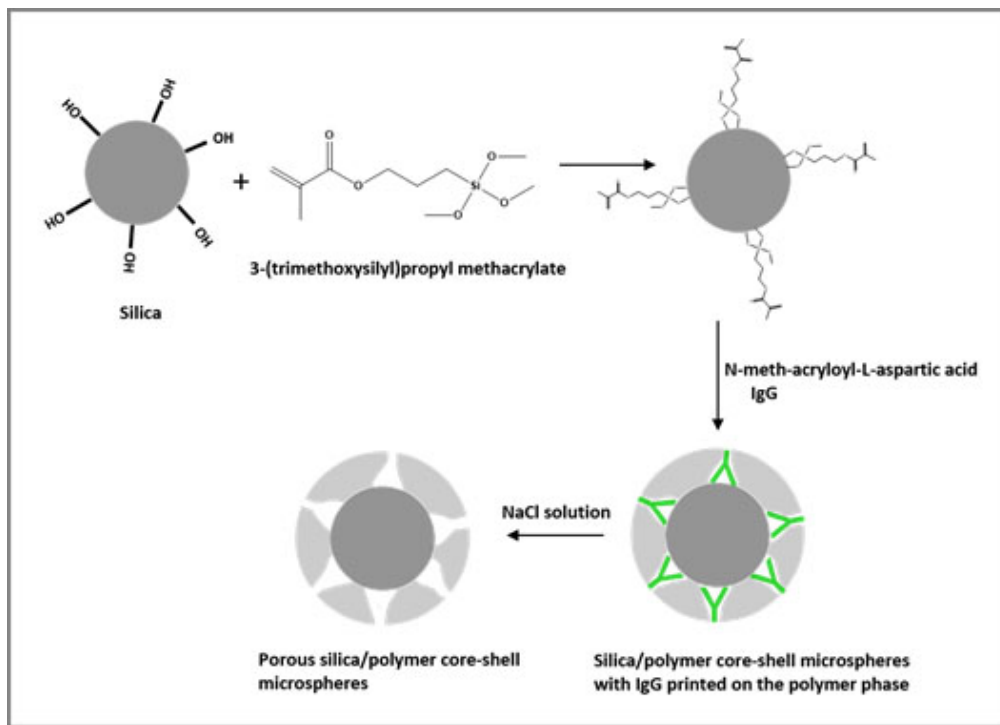 HO
OH
OH
HO
OH
OH
Silica
+
O
O
Si
O
O
O
3-(trimethoxysilyl)propyl methacrylate
N-meth-acryloyl-L-aspartic acid
IgG
NaCl solution
Porous silica/polymer core-shell
microspheres
Silica/polymer core-shell microspheres
with IgG printed on the polymer phase